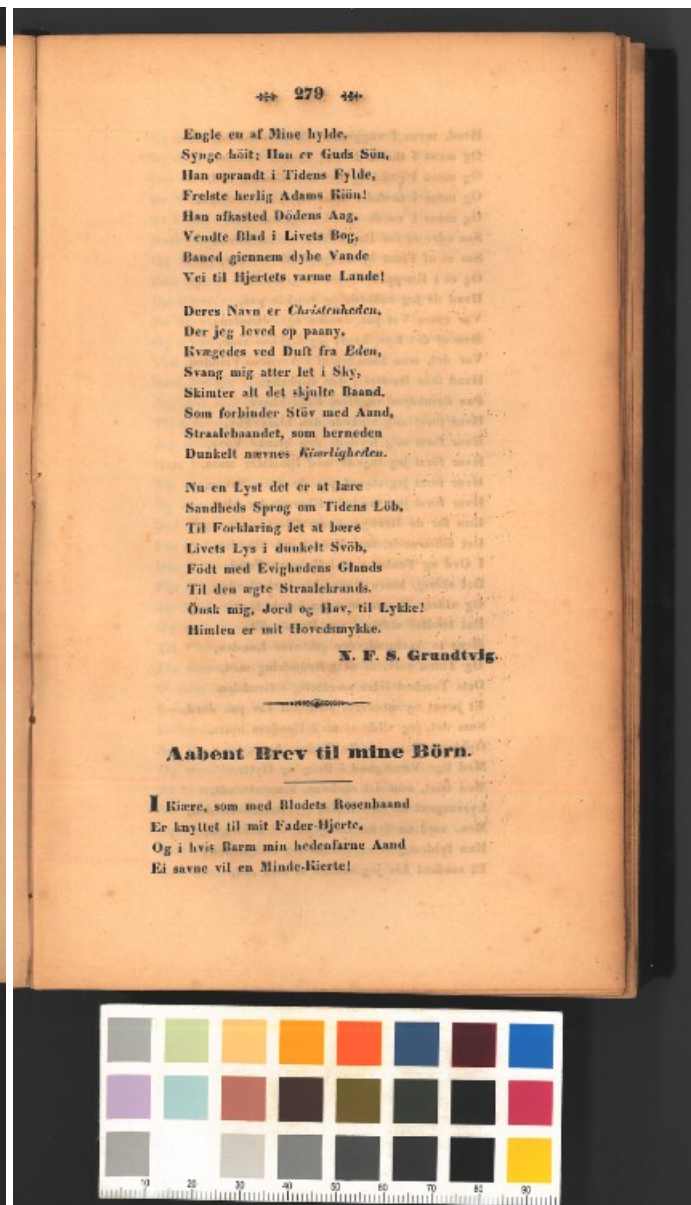 279
Engle en af Mine hylde,
Synge höit: Han er Guds Sön,
Han oprandt i Tidens Fylde,
Frelste herlig Adams Kiön!
Han afkasted Dödens Aag,
Vendte Blad i Livets Bog,
Baned giennem dybe Vande
Vei til Hjertets varme Lande!
Deres Navn er Christenheden,
Der jeg leved op paany,
Kvægedes ved Duft fra Eden,
Svang mig atter let i Sky,
Skimter alt det skjulte Baand,
Som forbinder Stöv med Aand,
Straalebaandet, som herneden
Dunkelt nævnes Kiærligheden.
Nu en Lyst det er at lære
Sandheds Sprog om Tidens Löb,
Til Forklaring let at bære
Livets Lys i dunkelt Svöb,
Födt med Evighedens Glands
Til den ægte Straalekrands.
Önsk mig, Jord og Hav, til Lykke!
Himlen er mit Hovedsmykke.
N. F. S. Grundtvig.
Aabent Brev til mine Börn.
I Kiære, som med Blodets Rosenbaand
Er knyttet til mit Fader-Hjerte,
Og i hvis Barm min hedenfarne Aand
Ei savne vil en Minde-Kierte!
10 20 30 40 50 60 70 80 90